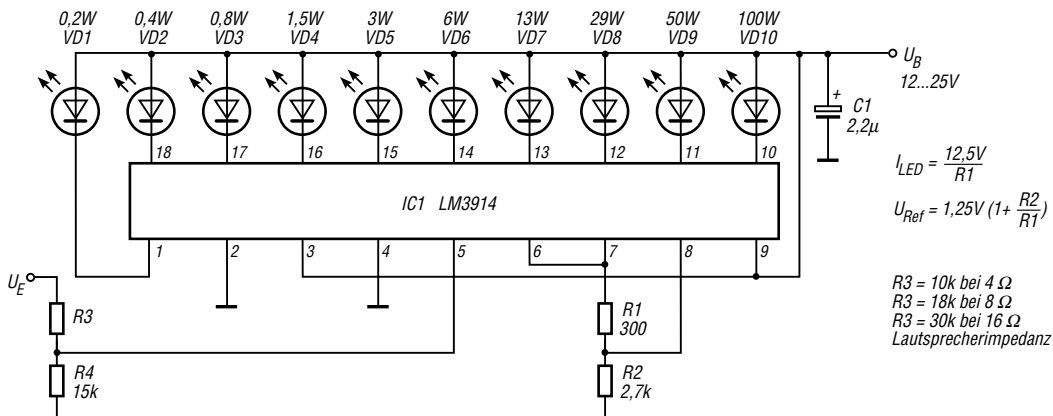 0,2W 0,4W 0,8W 1,5W 3W 6W 13W 29W 50W 100W
VD1 VD2 VD3 VD4 VD5 VD6 VD7 VD8 VD9 VD10
U_B
12...25V
+
C1
2,2µ
18 17 16 15 14 13 12 11 10
IC1 LM3914
1 2 3 4 5 6 7 8 9
I_LED = 12,5V / R1
U_Ref = 1,25V (1+ R2 / R1)
U_E
R3
R1
300
R4
15k
R2
2,7k
R3 = 10k bei 4 Ω
R3 = 18k bei 8 Ω
R3 = 30k bei 16 Ω
Lautsprecherimpedanz